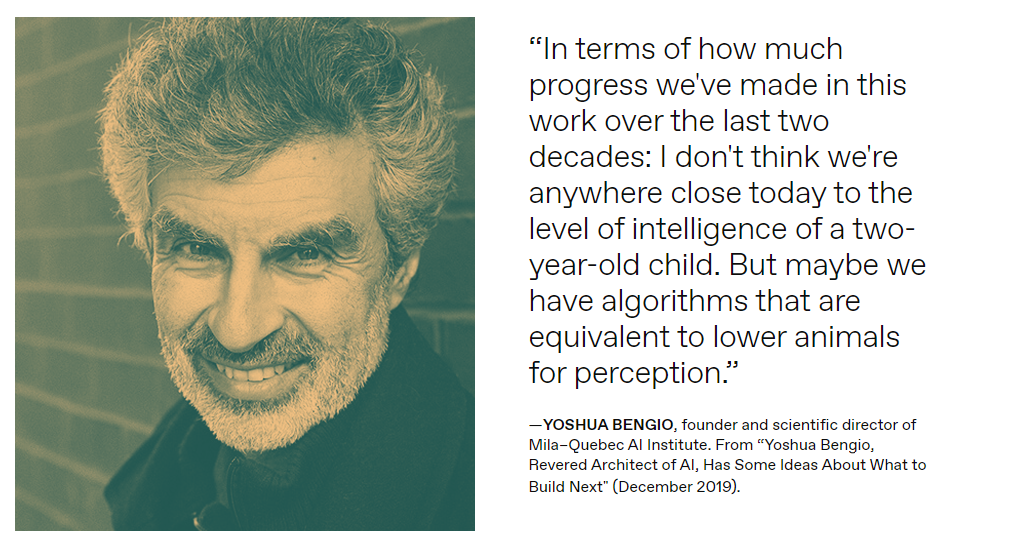 “In terms of how much
progress we've made in this
work over the last two
decades: I don't think we're
anywhere close today to the
level of intelligence of a two-
year-old child. But maybe we
have algorithms that are
equivalent to lower animals
for perception.”
—YOSHUA BENGIO, founder and scientific director of
Mila–Quebec AI Institute. From “Yoshua Bengio,
Revered Architect of AI, Has Some Ideas About What to
Build Next" (December 2019).